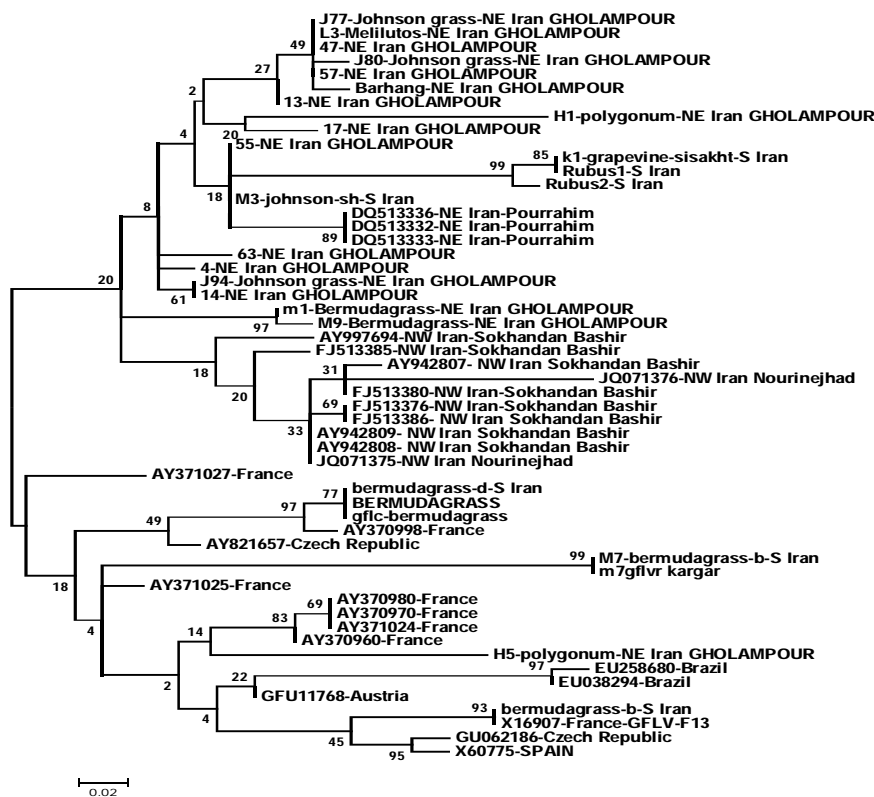 J77-Johnson grass-NE Iran GHOLAMPOUR
L3-Melilutos-NE Iran GHOLAMPOUR
49
47-NE Iran GHOLAMPOUR
J80-Johnson grass-NE Iran GHOLAMPOUR
27
57-NE Iran GHOLAMPOUR
Barhang-NE Iran GHOLAMPOUR
2
13-NE Iran GHOLAMPOUR
H1-polygonum-NE Iran GHOLAMPOUR
17-NE Iran GHOLAMPOUR
4
20
55-NE Iran GHOLAMPOUR
85
k1-grapevine-sisakht-S Iran
99
Rubus1-S Iran
Rubus2-S Iran
18
M3-johnson-sh-S Iran
8
DQ513336-NE Iran-Pourrahim
DQ513332-NE Iran-Pourrahim
89
DQ513333-NE Iran-Pourrahim
63-NE Iran GHOLAMPOUR
4-NE Iran GHOLAMPOUR
20
J94-Johnson grass-NE Iran GHOLAMPOUR
61
14-NE Iran GHOLAMPOUR
m1-Bermudagrass-NE Iran GHOLAMPOUR
M9-Bermudagrass-NE Iran GHOLAMPOUR
97
AY997694-NW Iran-Sokhandan Bashir
FJ513385-NW Iran-Sokhandan Bashir
18
AY942807- NW Iran Sokhandan Bashir
31
JQ071376-NW Iran Nourinejhad
20
FJ513380-NW Iran-Sokhandan Bashir
69
FJ513376-NW Iran-Sokhandan Bashir
FJ513386- NW Iran Sokhandan Bashir
33
AY942809- NW Iran Sokhandan Bashir
AY942808- NW Iran Sokhandan Bashir
JQ071375-NW Iran Nourinejhad
AY371027-France
77
bermudagrass-d-S Iran
97
BERMUDAGRASS
49
gflc-bermudagrass
AY370998-France
AY821657-Czech Republic
99
M7-bermudagrass-b-S Iran
m7gflvr kargar
18
AY371025-France
69
AY370980-France
AY370970-France
83
AY371024-France
4
14
AY370960-France
H5-polygonum-NE Iran GHOLAMPOUR
97
EU258680-Brazil
22
EU038294-Brazil
2
GFU11768-Austria
93
bermudagrass-b-S Iran
4
X16907-France-GFLV-F13
GU062186-Czech Republic
45
95
X60775-SPAIN
0.02